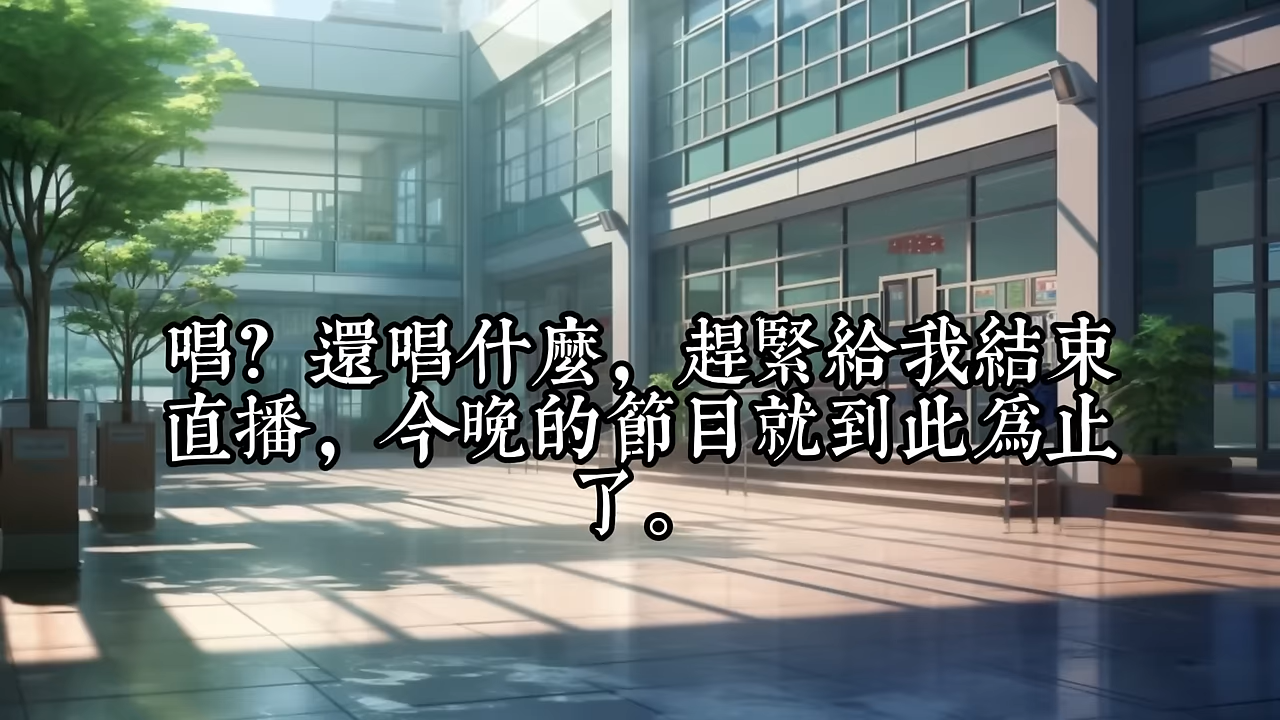 唱？還唱什麼，趕緊給我結束
直播，今晚的節目就到此爲止
了。